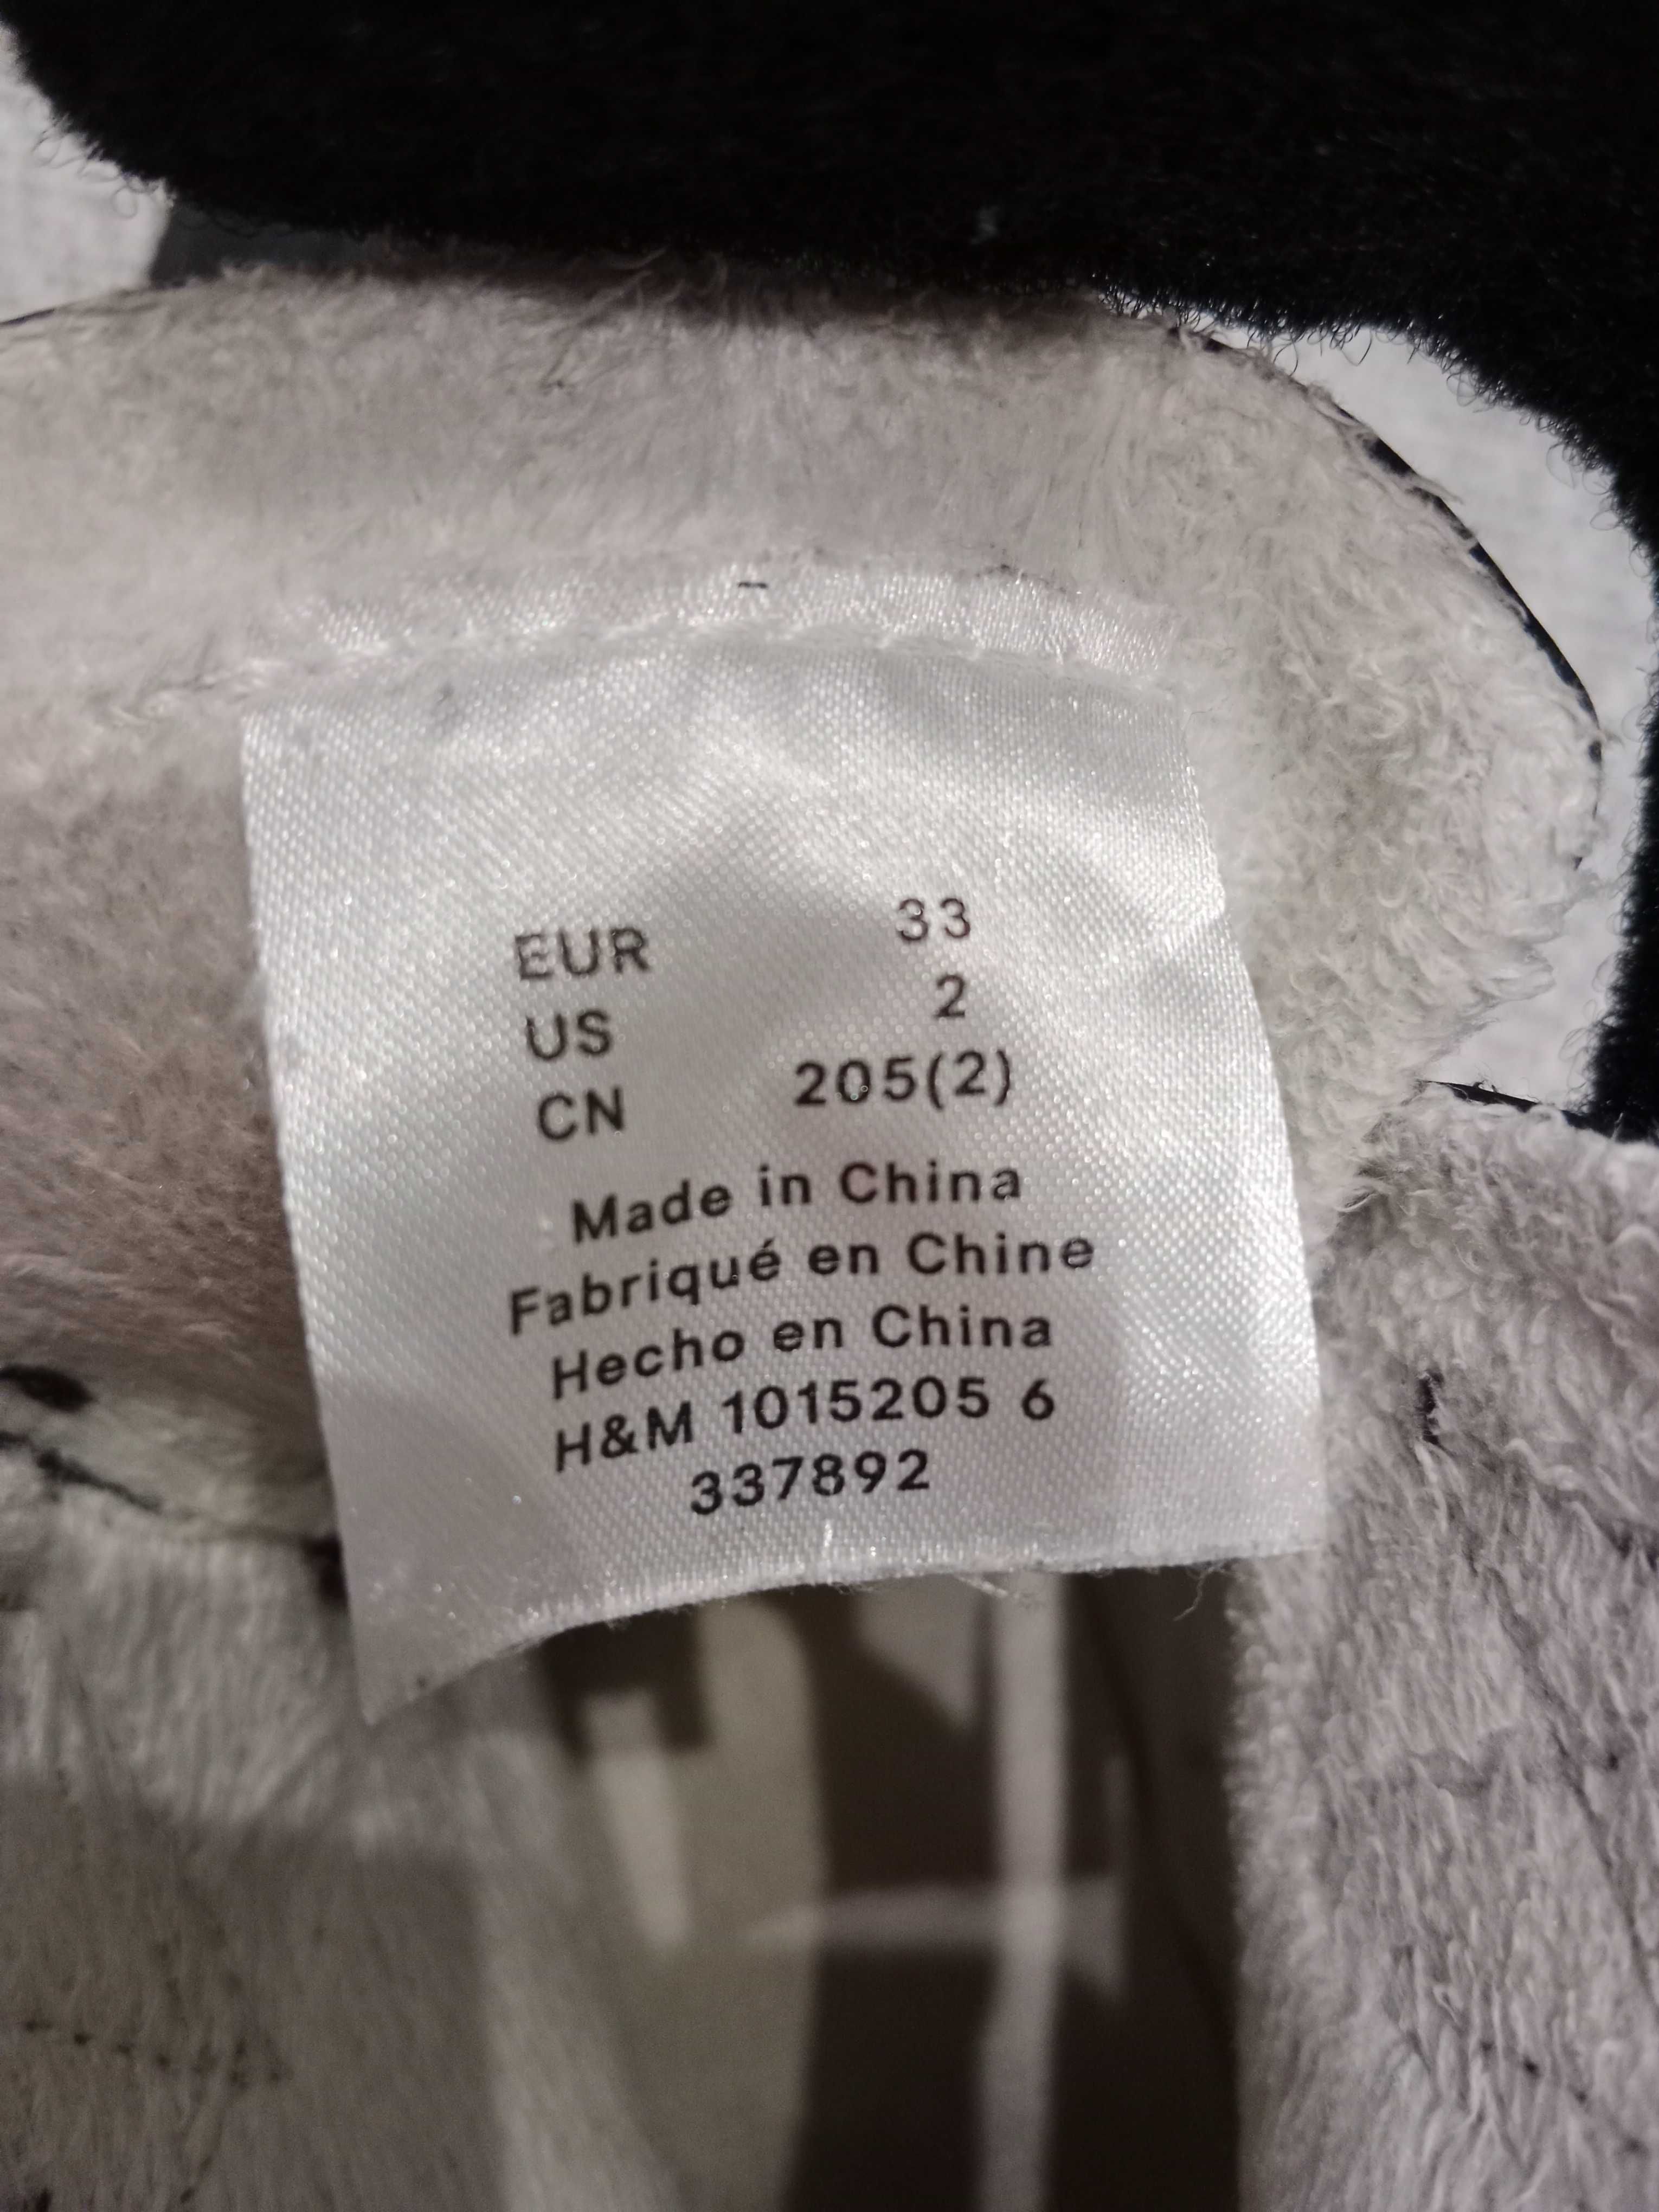 EUR 33
US 2
CN 205(2)
Made in China
Fabriqué en Chine
Hecho en China
H&M 1015205 6
337892